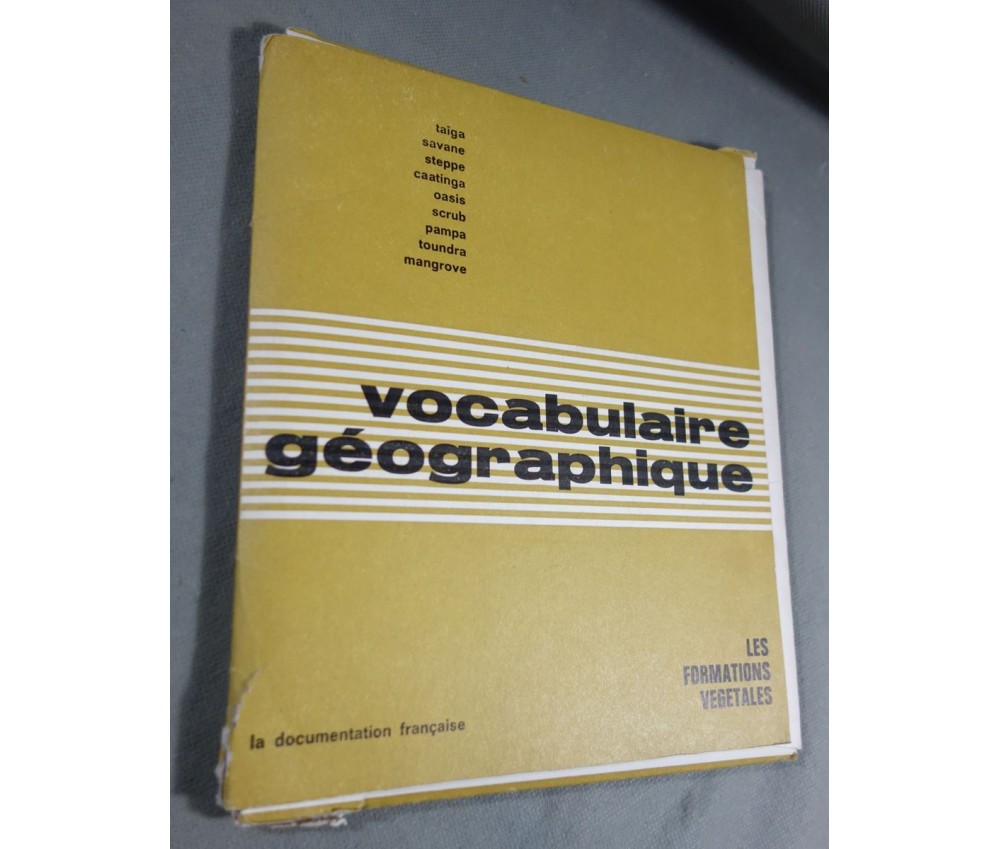 taïga
savane
steppe
caatinga
oasis
scrub
pampa
toundra
mangrove
vocabulaire
géographique
LES
FORMATIONS
VEGETALES
la documentation française